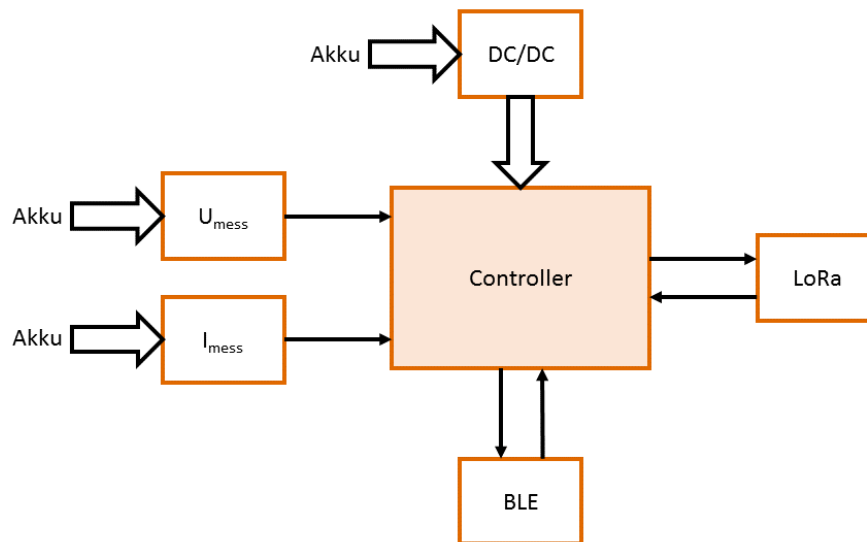 Akku
DC/DC
Akku
Umess
Controller
LoRa
Akku
Imess
BLE